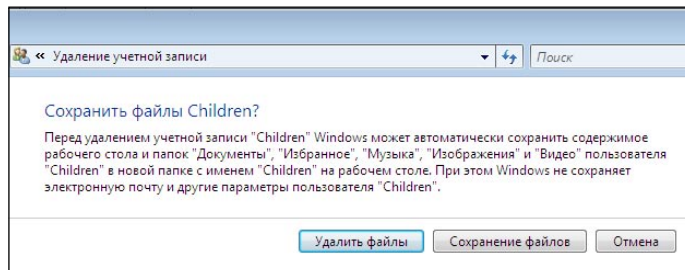 « Удаление учетной записи
Поиск
Сохранить файлы Children?
Перед удалением учетной записи "Children" Windows может автоматически сохранить содержимое
рабочего стола и папок "Документы", "Избранное", "Музыка", "Изображения" и "Видео" пользователя
"Children" в новой папке с именем "Children" на рабочем столе. При этом Windows не сохраняет
электронную почту и другие параметры пользователя "Children".
Удалить файлы
Сохранение файлов
Отмена